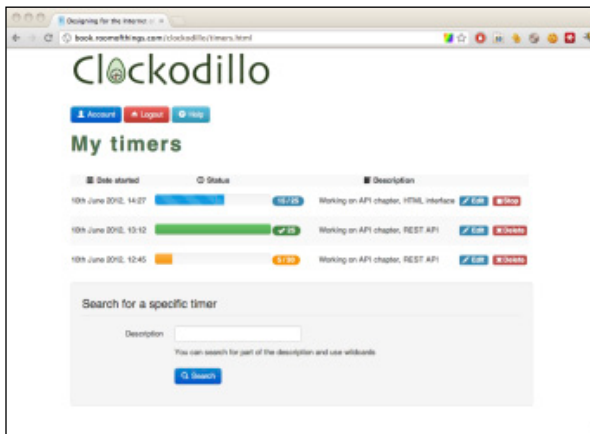 Designing for the Internet of
book.roomofthings.com/clockodillo/timers.html
Clockodillo
Account Logout Help
My timers
Date started Status Description
10th June 2012, 14:27 15/25 Working on API chapter, HTML interface Edit Stop
10th June 2012, 13:12 25 Working on API chapter, REST API Edit Delete
10th June 2012, 12:45 Working on API chapter, REST API Edit Delete
Search for a specific timer
Description
You can search for part of the description and use wildcards
Search